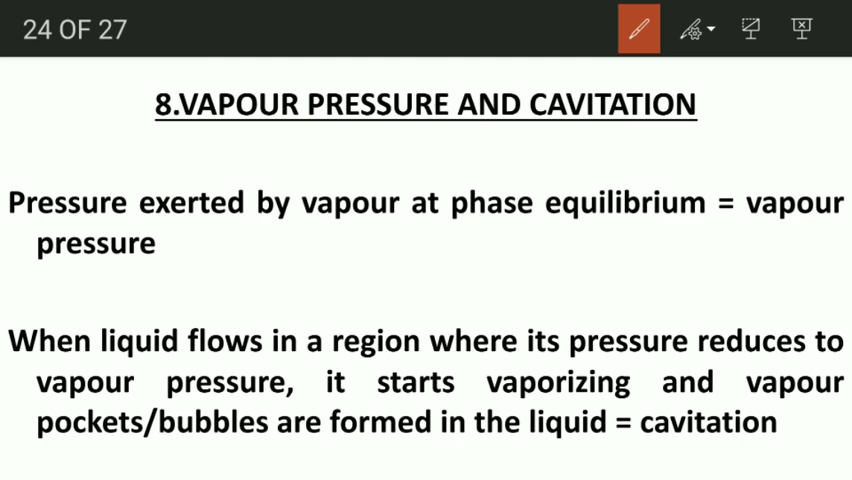 24 OF 27
8.VAPOUR PRESSURE AND CAVITATION
Pressure exerted by vapour at phase equilibrium = vapour
pressure
When liquid flows in a region where its pressure reduces to
vapour pressure, it starts vaporizing and vapour
pockets/bubbles are formed in the liquid = cavitation